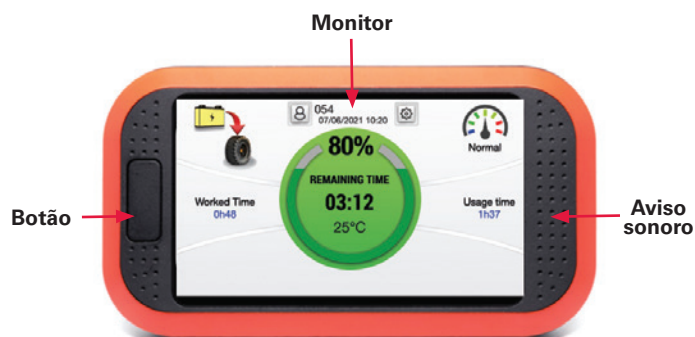 Monitor
054
07/06/2021 10:20
80%
Normal
REMAINING TIME
Worked Time
0h48
03:12
Usage time
1h37
25°C
Botão
Aviso
sonoro